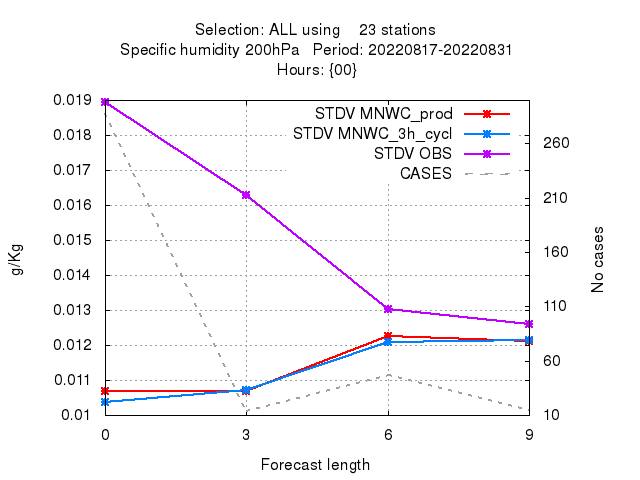 Selection: ALL using    23 stations
Specific humidity 200hPa   Period: 20220817-20220831
Hours: {00}
STDV MNWC_prod
STDV MNWC_3h_cycl
STDV OBS
CASES
0.019
0.018
0.017
0.016
0.015
0.014
0.013
0.012
0.011
0.01
g/Kg
260
210
160
110
60
10
No cases
0
3
6
9
Forecast length